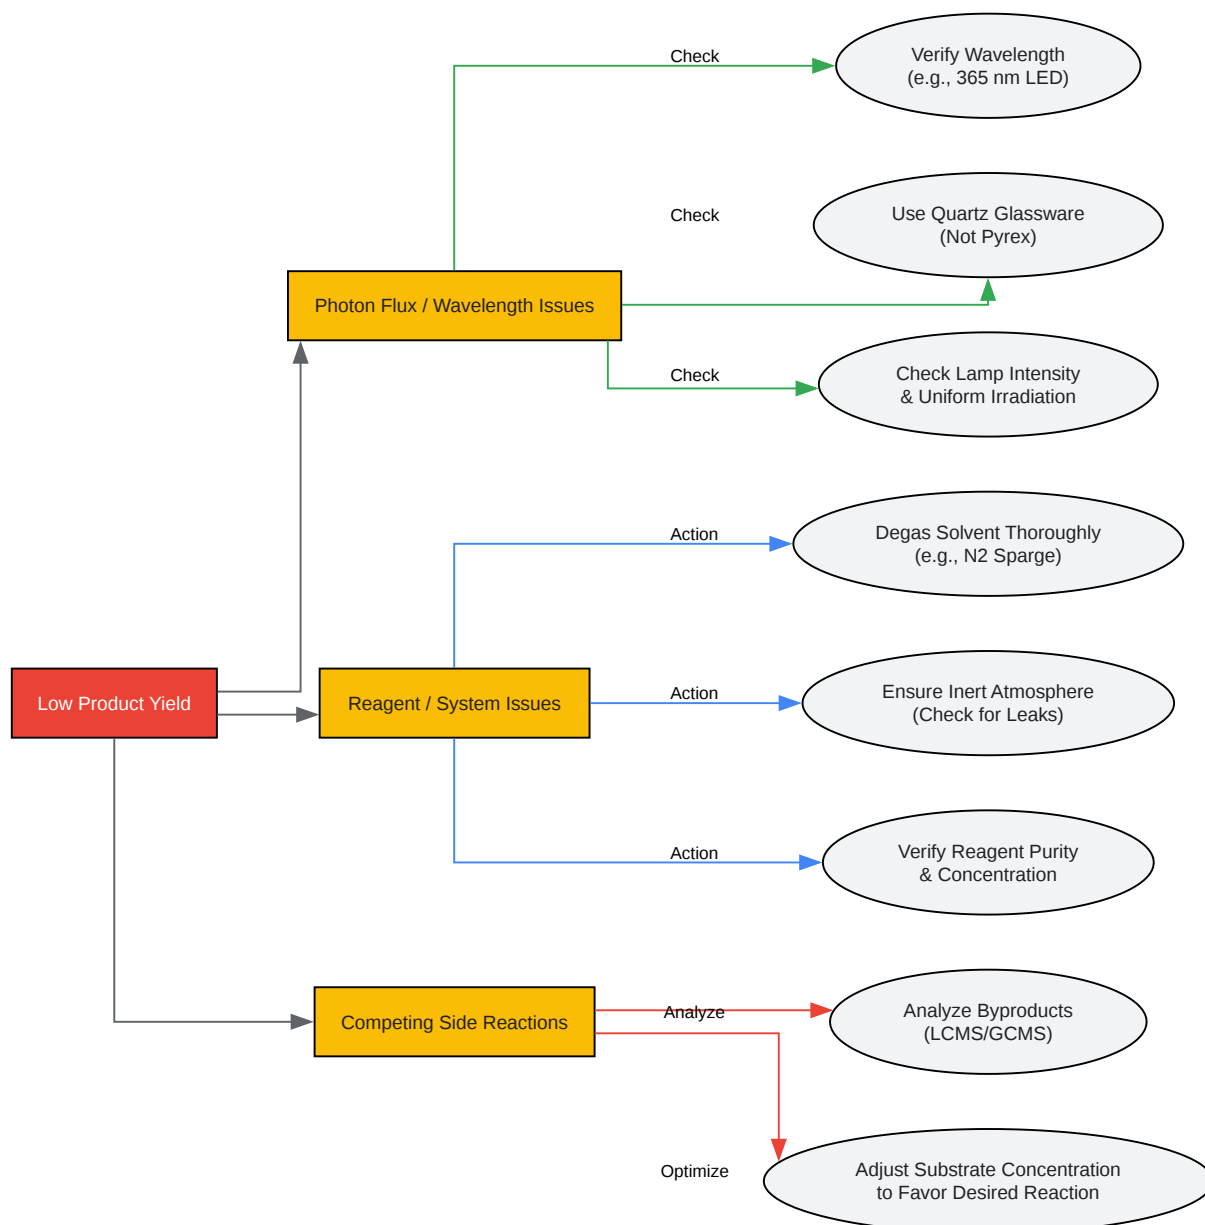 Check
Verify Wavelength
(e.g., 365 nm LED)
Check
Use Quartz Glassware
(Not Pyrex)
Photon Flux / Wavelength Issues
Check
Check Lamp Intensity
& Uniform Irradiation
Action
Degas Solvent Thoroughly
(e.g., N2 Sparge)
Low Product Yield
Reagent / System Issues
Action
Ensure Inert Atmosphere
(Check for Leaks)
Action
Verify Reagent Purity
& Concentration
Competing Side Reactions
Analyze
Analyze Byproducts
(LCMS/GCMS)
Optimize
Adjust Substrate Concentration
to Favor Desired Reaction